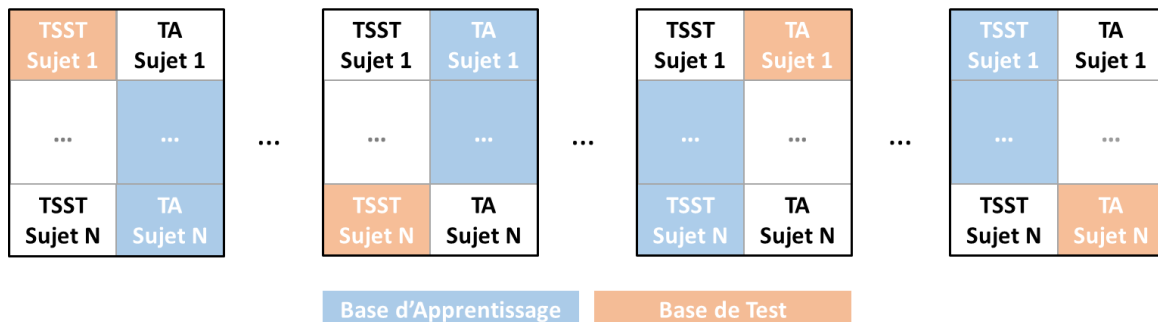 TSST TA TSST TA TSST TA TSST TA
Sujet 1 Sujet 1 Sujet 1 Sujet 1 Sujet 1 Sujet 1 Sujet 1 Sujet 1
... ... ... ... ... ... ... ... ... ... ...
TSST TA TSST TA TSST TA TSST TA
Sujet N Sujet N Sujet N Sujet N Sujet N Sujet N Sujet N Sujet N
Base d'Apprentissage Base de Test